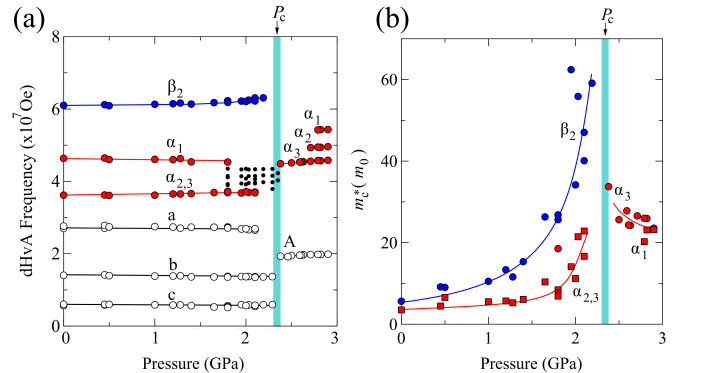 (a)
P_c
8
6
4
2
0
dHvA Frequency (x10^7 Oe)
β_2
α_1
α_2,3
a
b
c
α_1
α_2
α_3
A
0
1
2
3
Pressure (GPa)
(b)
P_c
60
40
20
0
m_c^* ( m_0 )
β_2
α_3
α_1
α_2,3
0
1
2
3
Pressure (GPa)